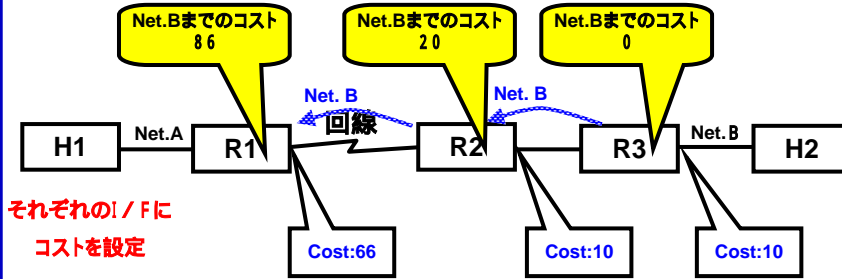 Net.Bまでのコスト
86
Net.Bまでのコスト
20
Net.Bまでのコスト
0
Net. B
Net. B
回線
H1
Net.A
R1
R2
R3
Net.B
H2
それぞれのI/Fに
コストを設定
Cost:66
Cost:10
Cost:10